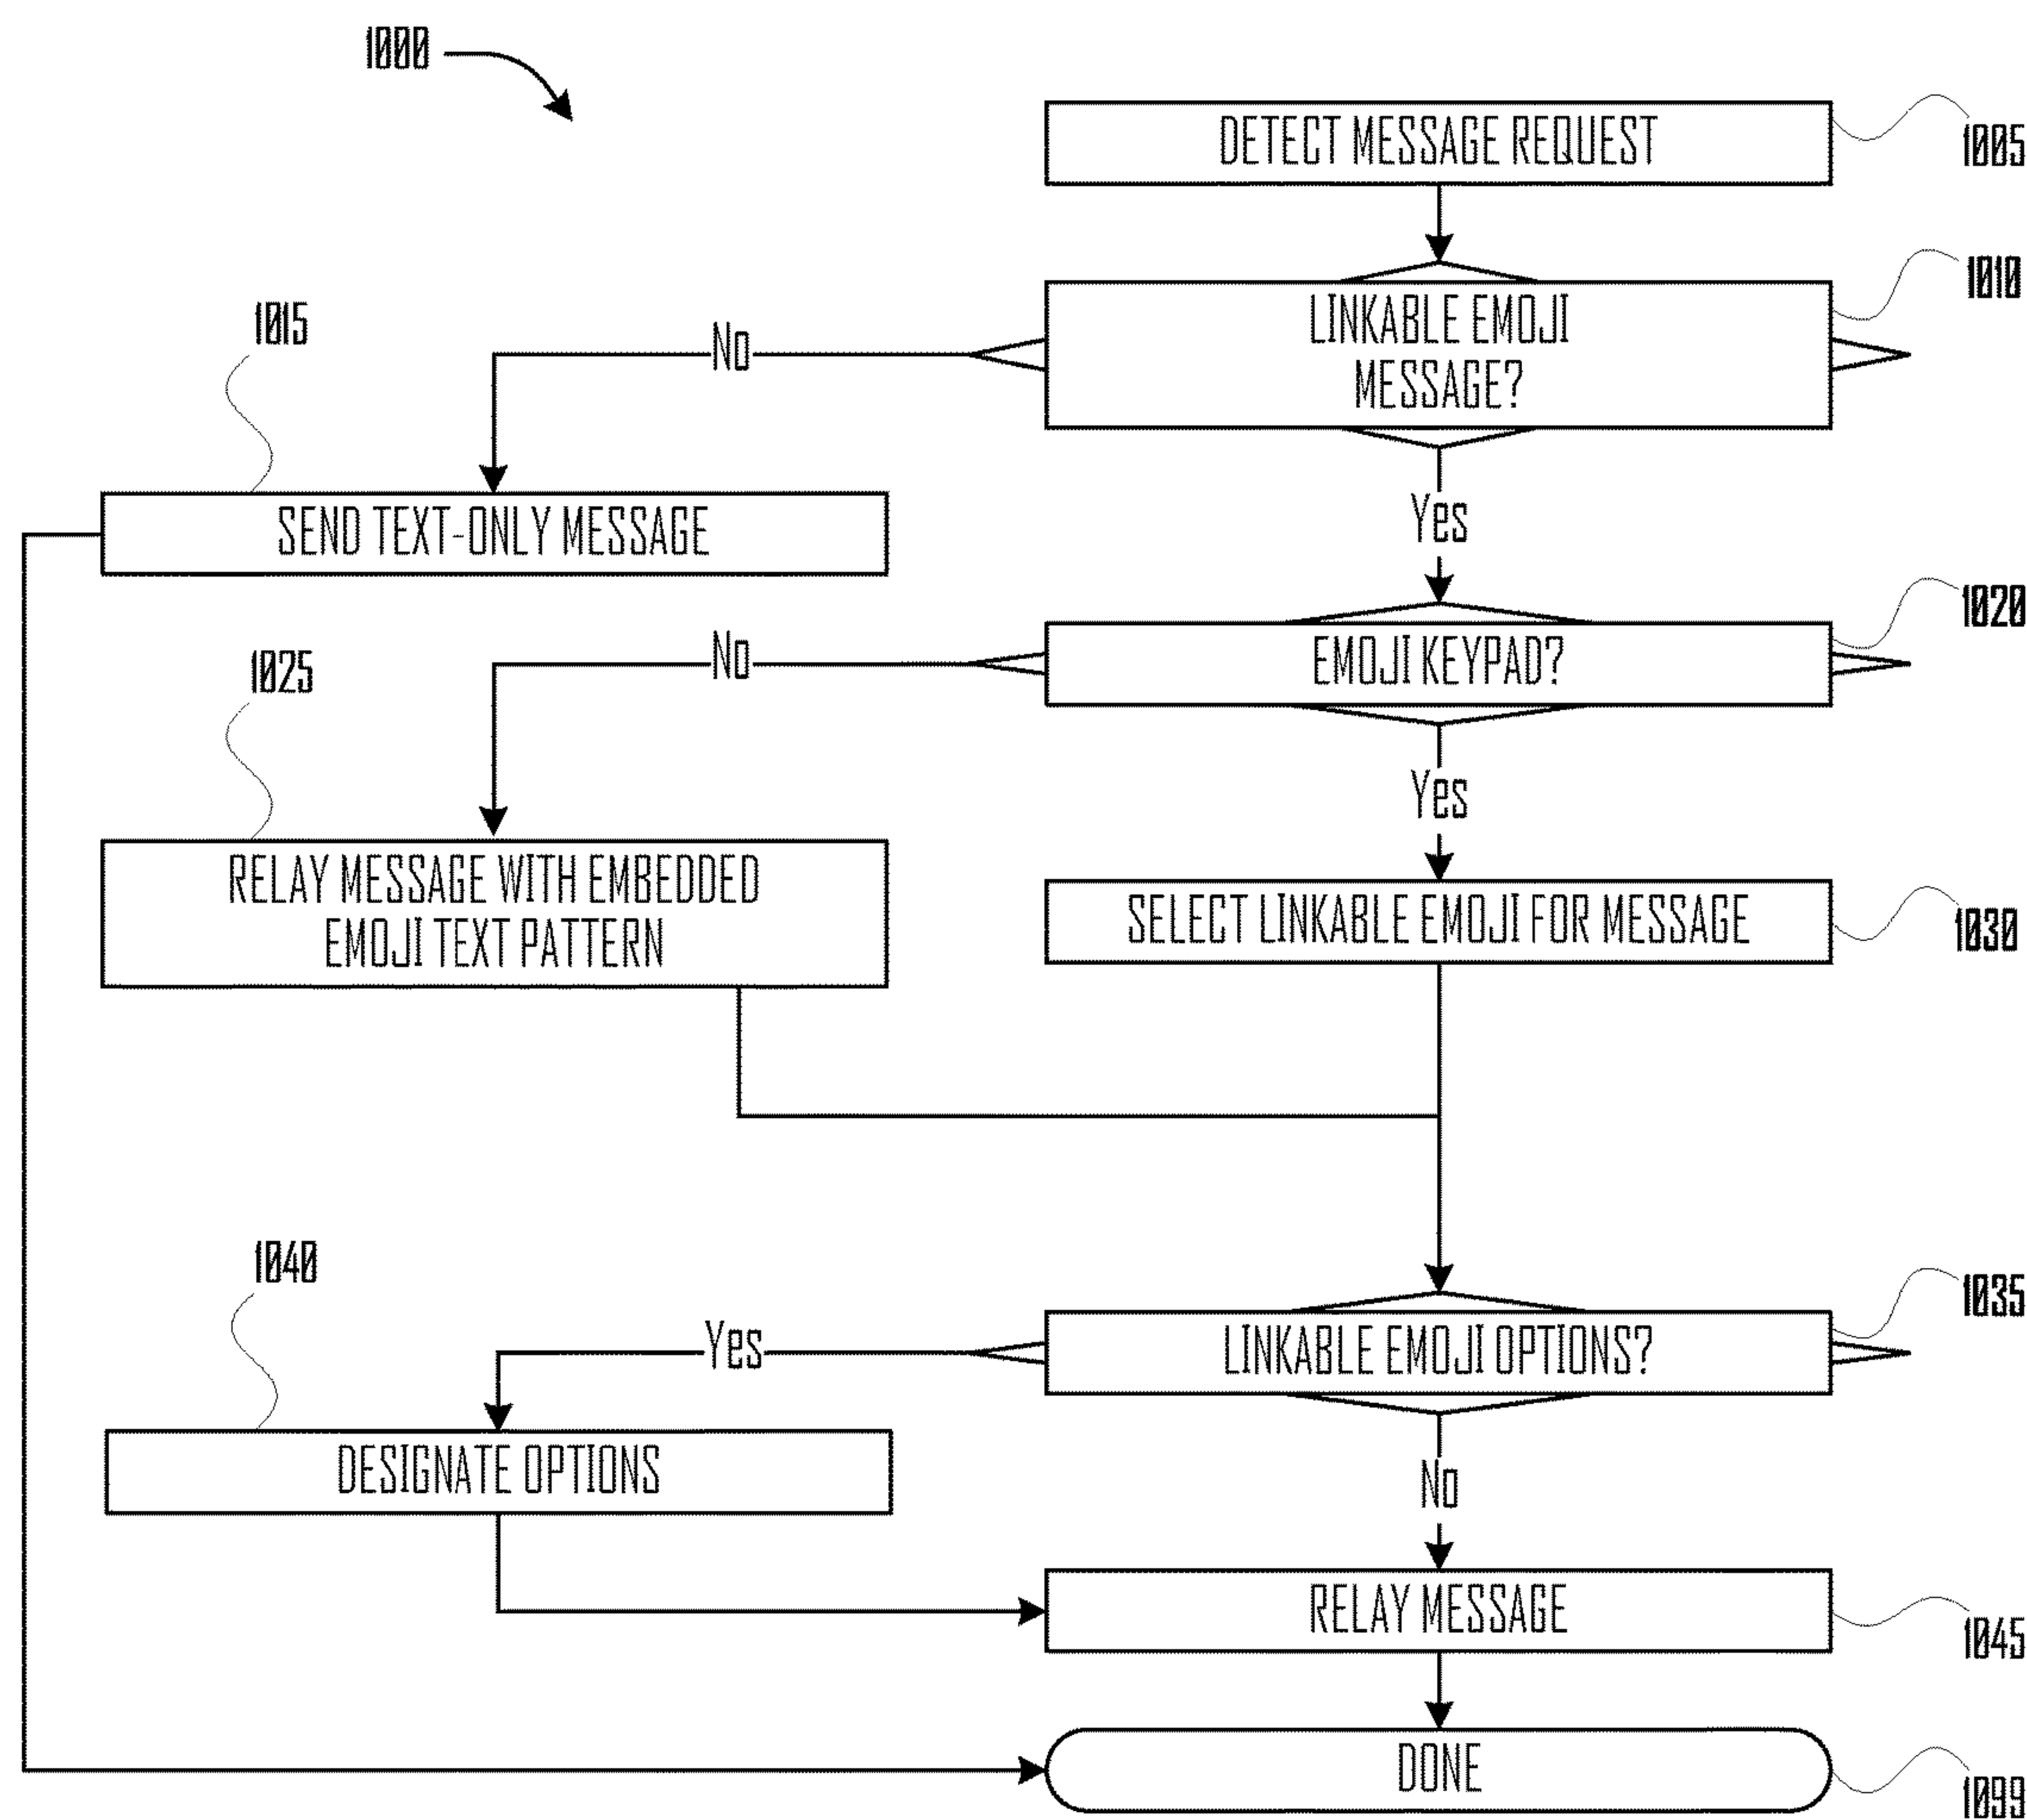 1000
DETECT MESSAGE REQUEST
1005
LINKABLE EMOJI
MESSAGE?
1010
No
1015
SEND TEXT-ONLY MESSAGE
Yes
EMOJI KEYPAD?
1020
No
1025
RELAY MESSAGE WITH EMBEDDED
EMOJI TEXT PATTERN
Yes
SELECT LINKABLE EMOJI FOR MESSAGE
1030
LINKABLE EMOJI OPTIONS?
1035
Yes
1040
DESIGNATE OPTIONS
No
RELAY MESSAGE
1045
DONE
1099